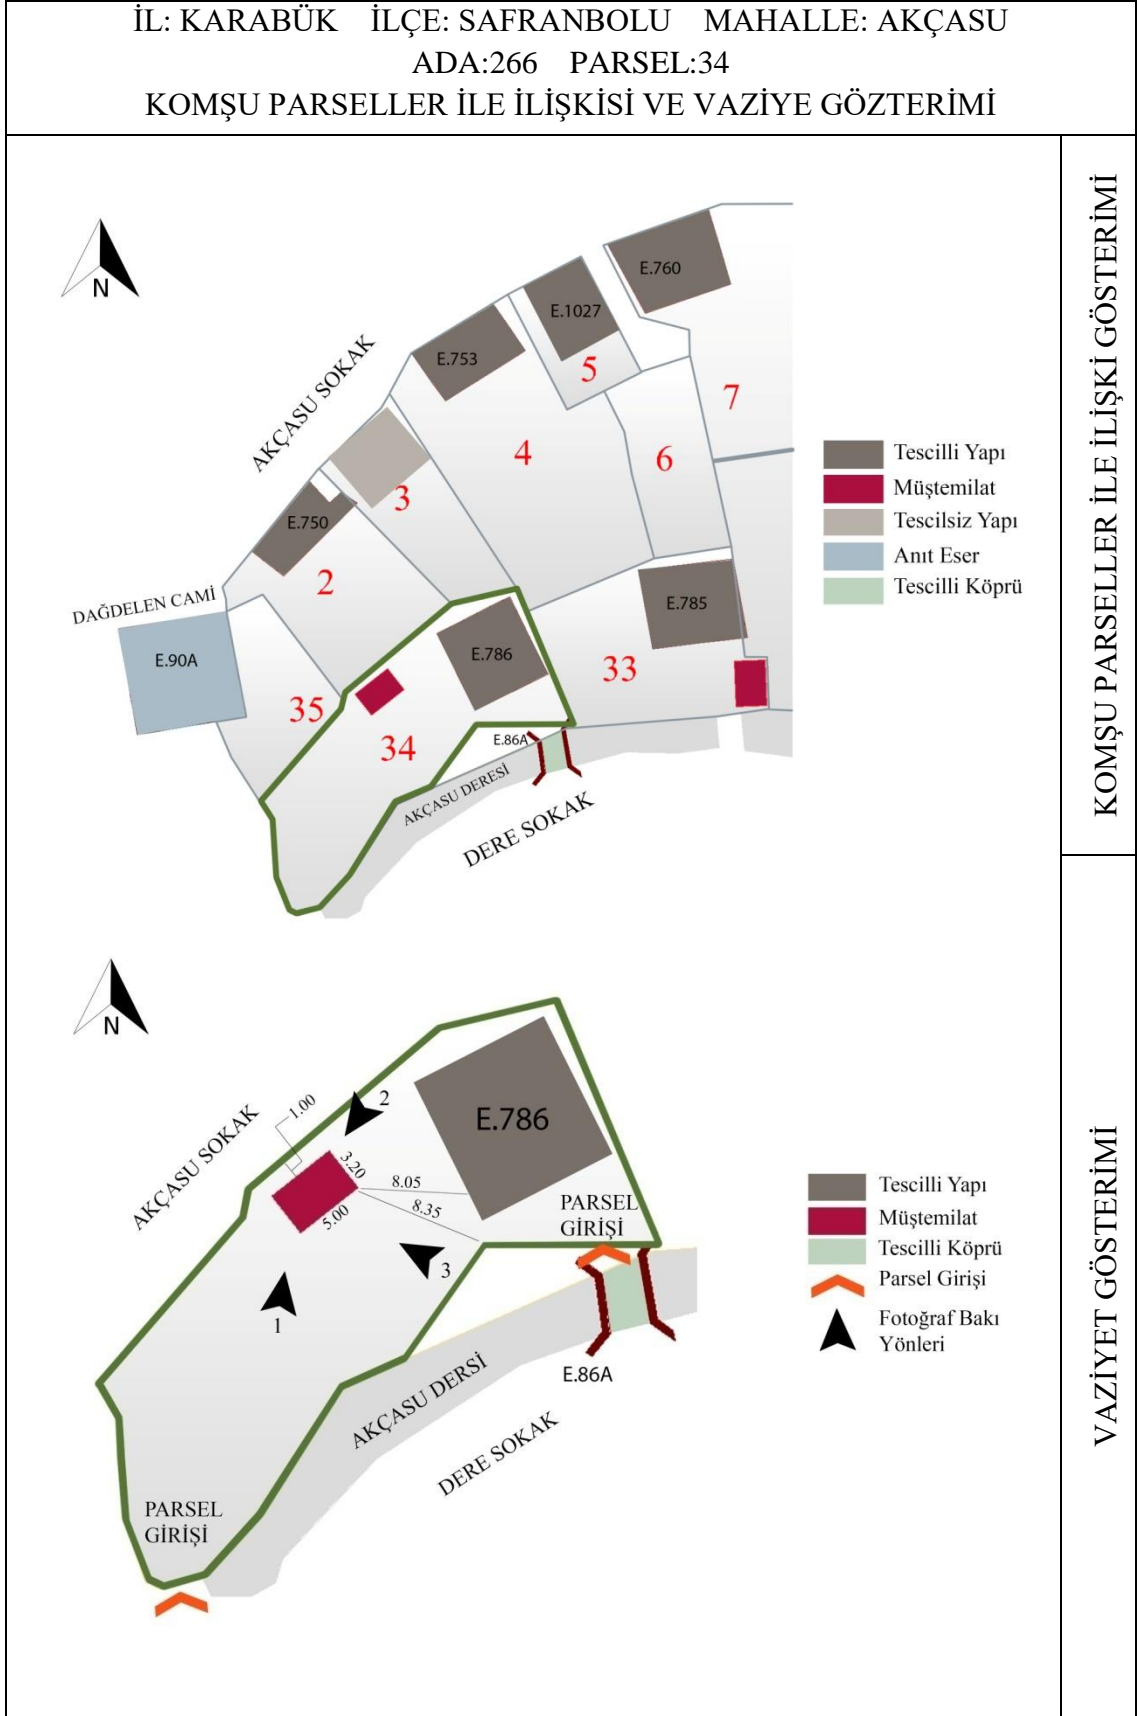 İL: KARABÜK İLÇE: SAFRANBOLU MAHALLE: AKÇASU
ADA:266 PARSEL:34
KOMŞU PARSELLER İLE İLİŞKİSİ VE VAZİYE GÖZTERİMİ
KOMŞU PARSELLER İLE İLİŞKİ GÖSTERİMİ
N
AKÇASU SOKAK
E.760
E.1027
E.753
5
7
4
6
3
E.750
2
DAĞDELEN CAMİ
E.90A
E.785
E.786
33
35
34
E.86A
AKÇASU DERESİ
DERE SOKAK
Tescilli Yapı
Müştemilat
Tescilsiz Yapı
Anıt Eser
Tescilli Köprü
VAZİYET GÖSTERİMİ
N
AKÇASU SOKAK
1.00
2
E.786
3.20
8.05
5.00
8.35
PARSEL
GİRİŞİ
3
1
E.86A
AKÇASU DERSİ
DERE SOKAK
PARSEL
GİRİŞİ
Tescilli Yapı
Müştemilat
Tescilli Köprü
Parsel Girişi
Fotoğraf Bakı
Yönleri